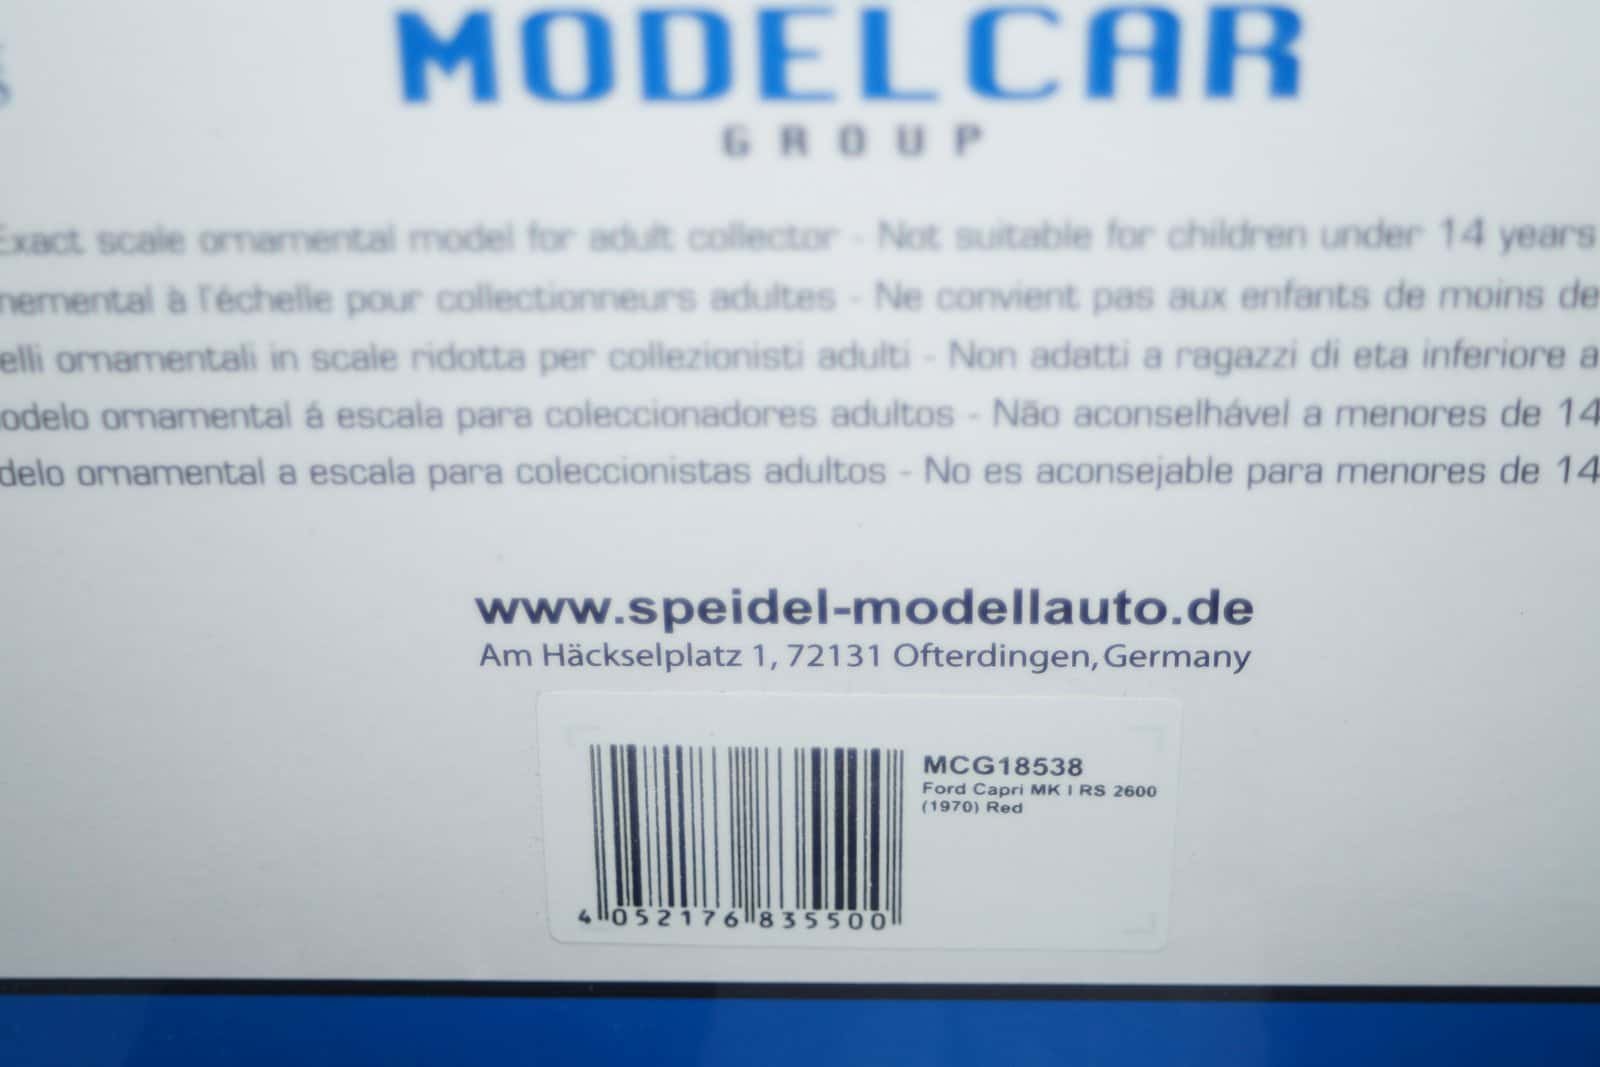 MODELCAR
GROUP
Exact scale ornamental model for adult collector - Not suitable for children under 14 years
nemental à l'échelle pour collectionneurs adultes - Ne convient pas aux enfants de moins de
elli ornamentali in scale ridotta per collezionisti adulti - Non adatti a ragazzi di eta inferiore a
odelo ornamental á escala para coleccionadores adultos - Não aconselhável a menores de 14
delo ornamental a escala para coleccionistas adultos - No es aconsejable para menores de 14
www.speidel-modellauto.de
Am Häckselplatz 1, 72131 Ofterdingen, Germany
MCG18538
Ford Capri MK I RS 2600
(1970) Red
4 052176 835500